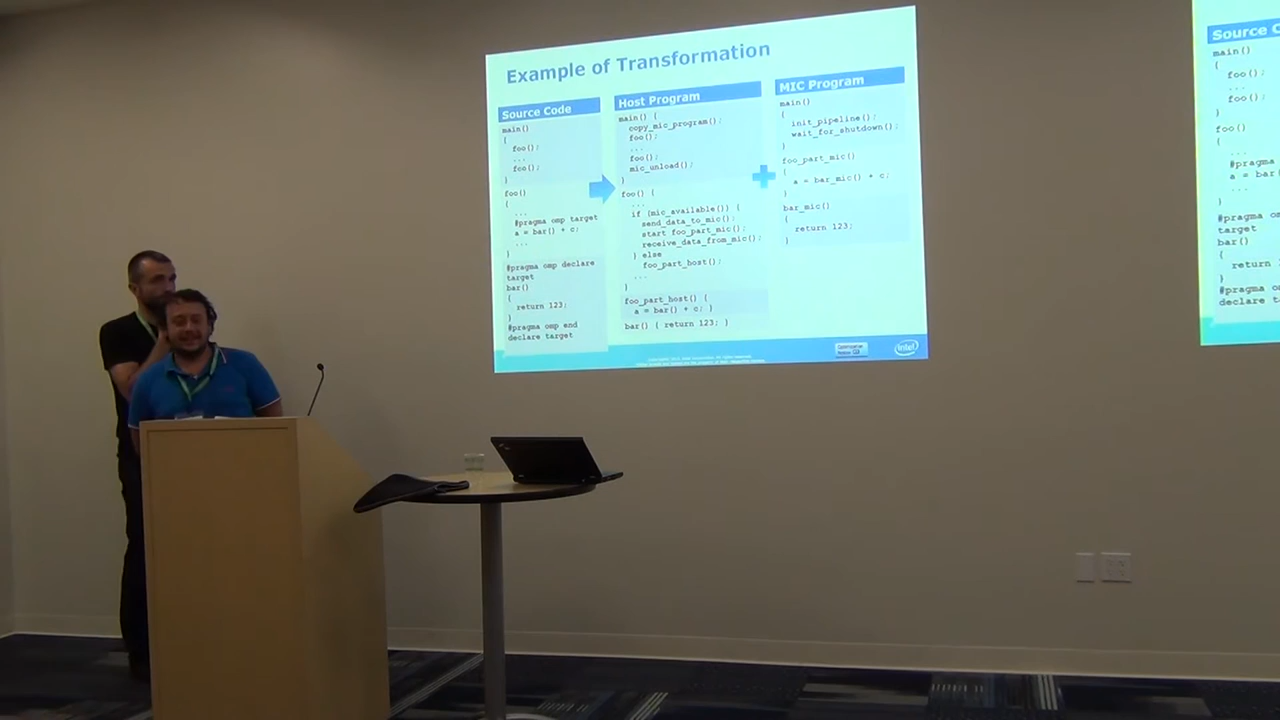 Example of Transformation
Source Code
main()
{
foo();
...
foo();
}
foo()
{
...
#pragma omp target
a = bar() + c;
...
}
#pragma omp declare
target
bar()
{
return 123;
}
#pragma omp end
declare target
Host Program
main() {
copy_mic_program();
foo();
...
foo();
mic_unload();
}
foo() {
...
if (mic_available()) {
send_data_to_mic();
start foo_part_mic();
receive_data_from_mic();
} else
foo_part_host();
...
}
foo_part_host() {
a = bar() + c; }
bar() { return 123; }
MIC Program
main()
{
init_pipeline();
wait_for_shutdown();
}
foo_part_mic()
{
a = bar_mic() + c;
}
bar_mic()
{
return 123;
}
intel
Source C
main()
{
foo();
...
foo();
}
foo()
{
...
#pragma
a = bar
...
#pragma om
target
bar()
{
return
}
#pragma om
declare ta